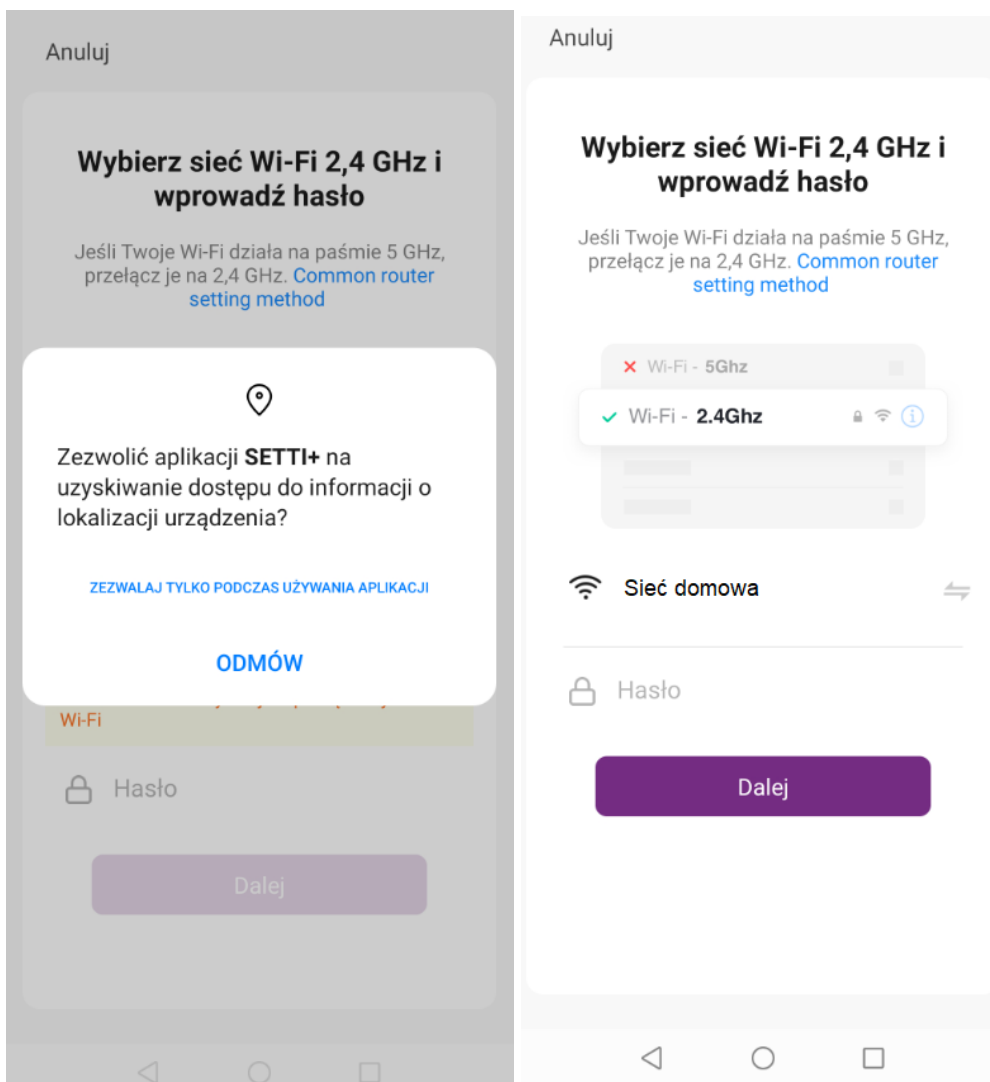 Anuluj
Wybierz sieć Wi-Fi 2,4 GHz i
wprowadź hasło
Jeśli Twoje Wi-Fi działa na paśmie 5 GHz,
przełącz je na 2,4 GHz. Common router
setting method
Zezwolić aplikacji SETTI+ na
uzyskiwanie dostępu do informacji o
lokalizacji urządzenia?
ZEZWALAJ TYLKO PODCZAS UŻYWANIA APLIKACJI
ODMÓW
Wi-Fi
Hasło
Dalej
Anuluj
Wybierz sieć Wi-Fi 2,4 GHz i
wprowadź hasło
Jeśli Twoje Wi-Fi działa na paśmie 5 GHz,
przełącz je na 2,4 GHz. Common router
setting method
Wi-Fi - 5Ghz
Wi-Fi - 2.4Ghz
Sieć domowa
Hasło
Dalej